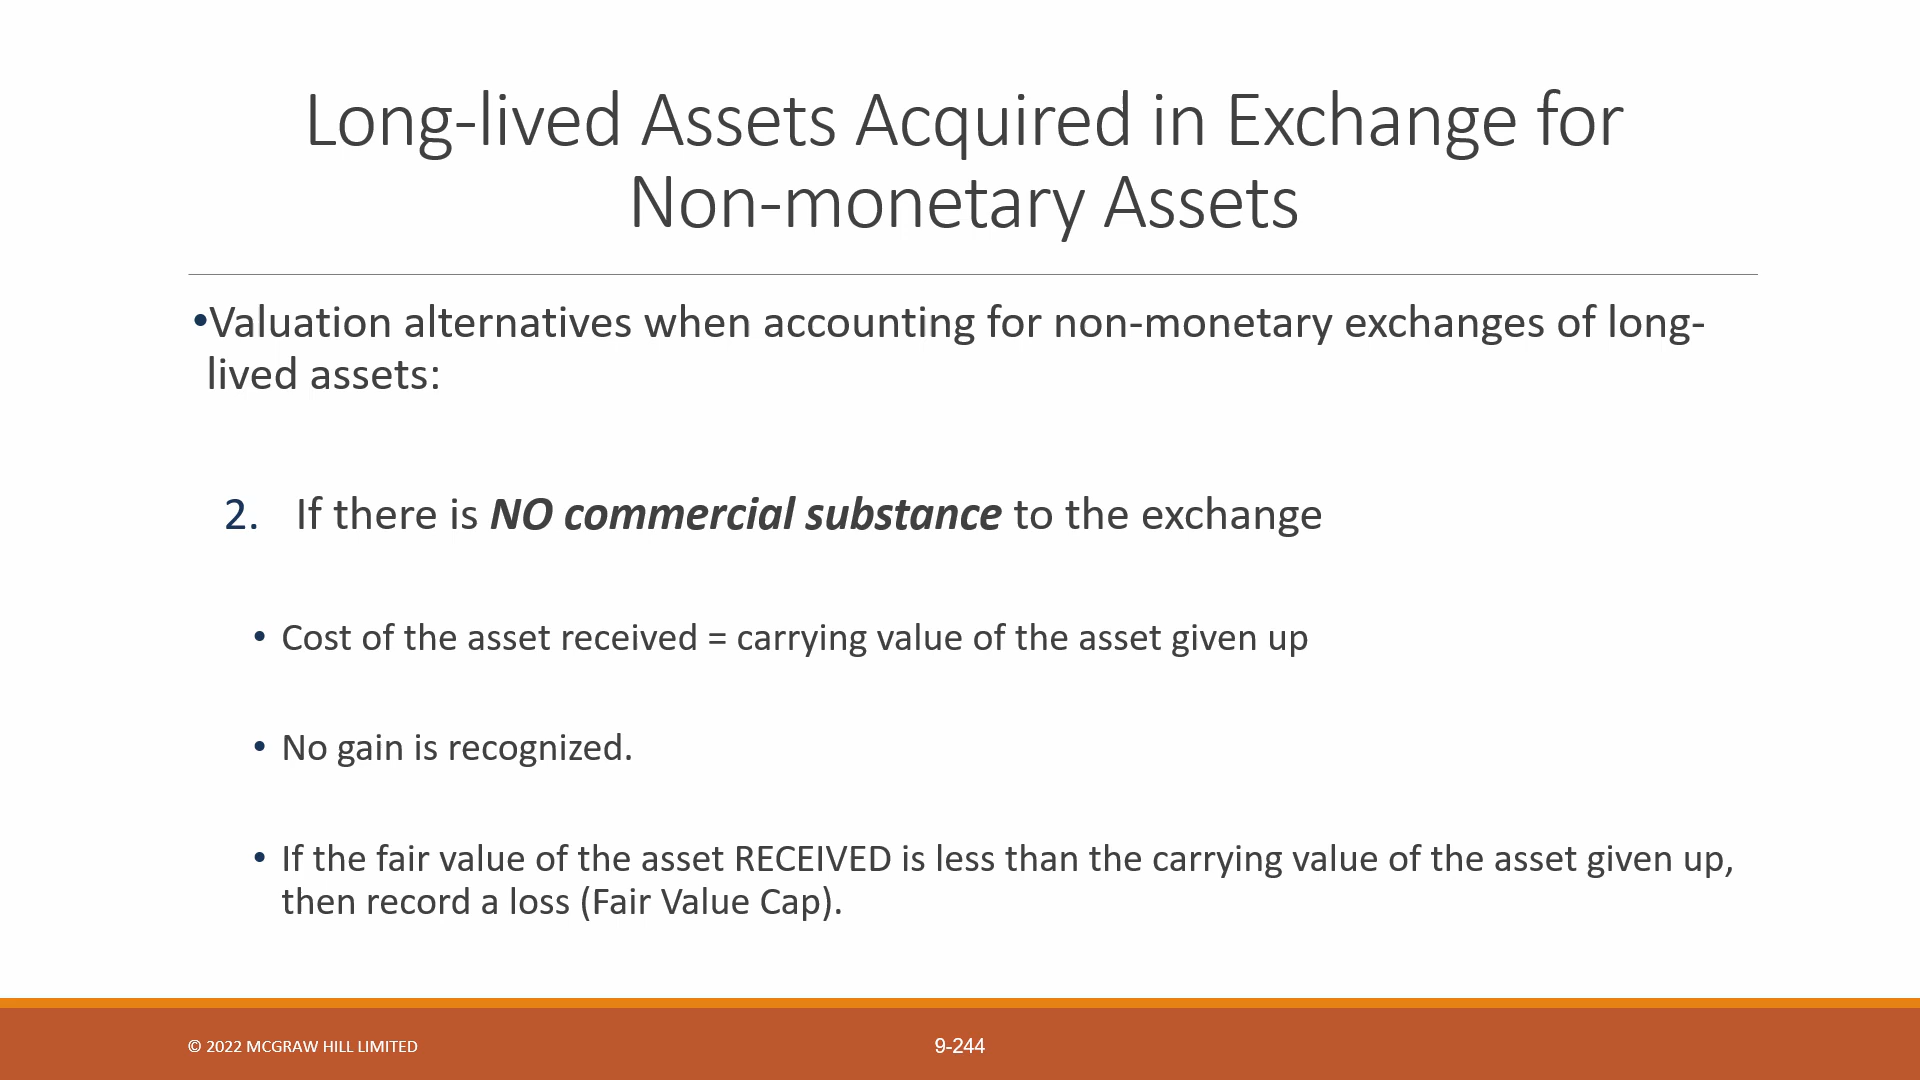 Long-lived Assets Acquired in Exchange for
Non-monetary Assets
•Valuation alternatives when accounting for non-monetary exchanges of long-
lived assets:
2. If there is NO commercial substance to the exchange
• Cost of the asset received = carrying value of the asset given up
• No gain is recognized.
• If the fair value of the asset RECEIVED is less than the carrying value of the asset given up,
then record a loss (Fair Value Cap).
© 2022 MCGRAW HILL LIMITED
9-244